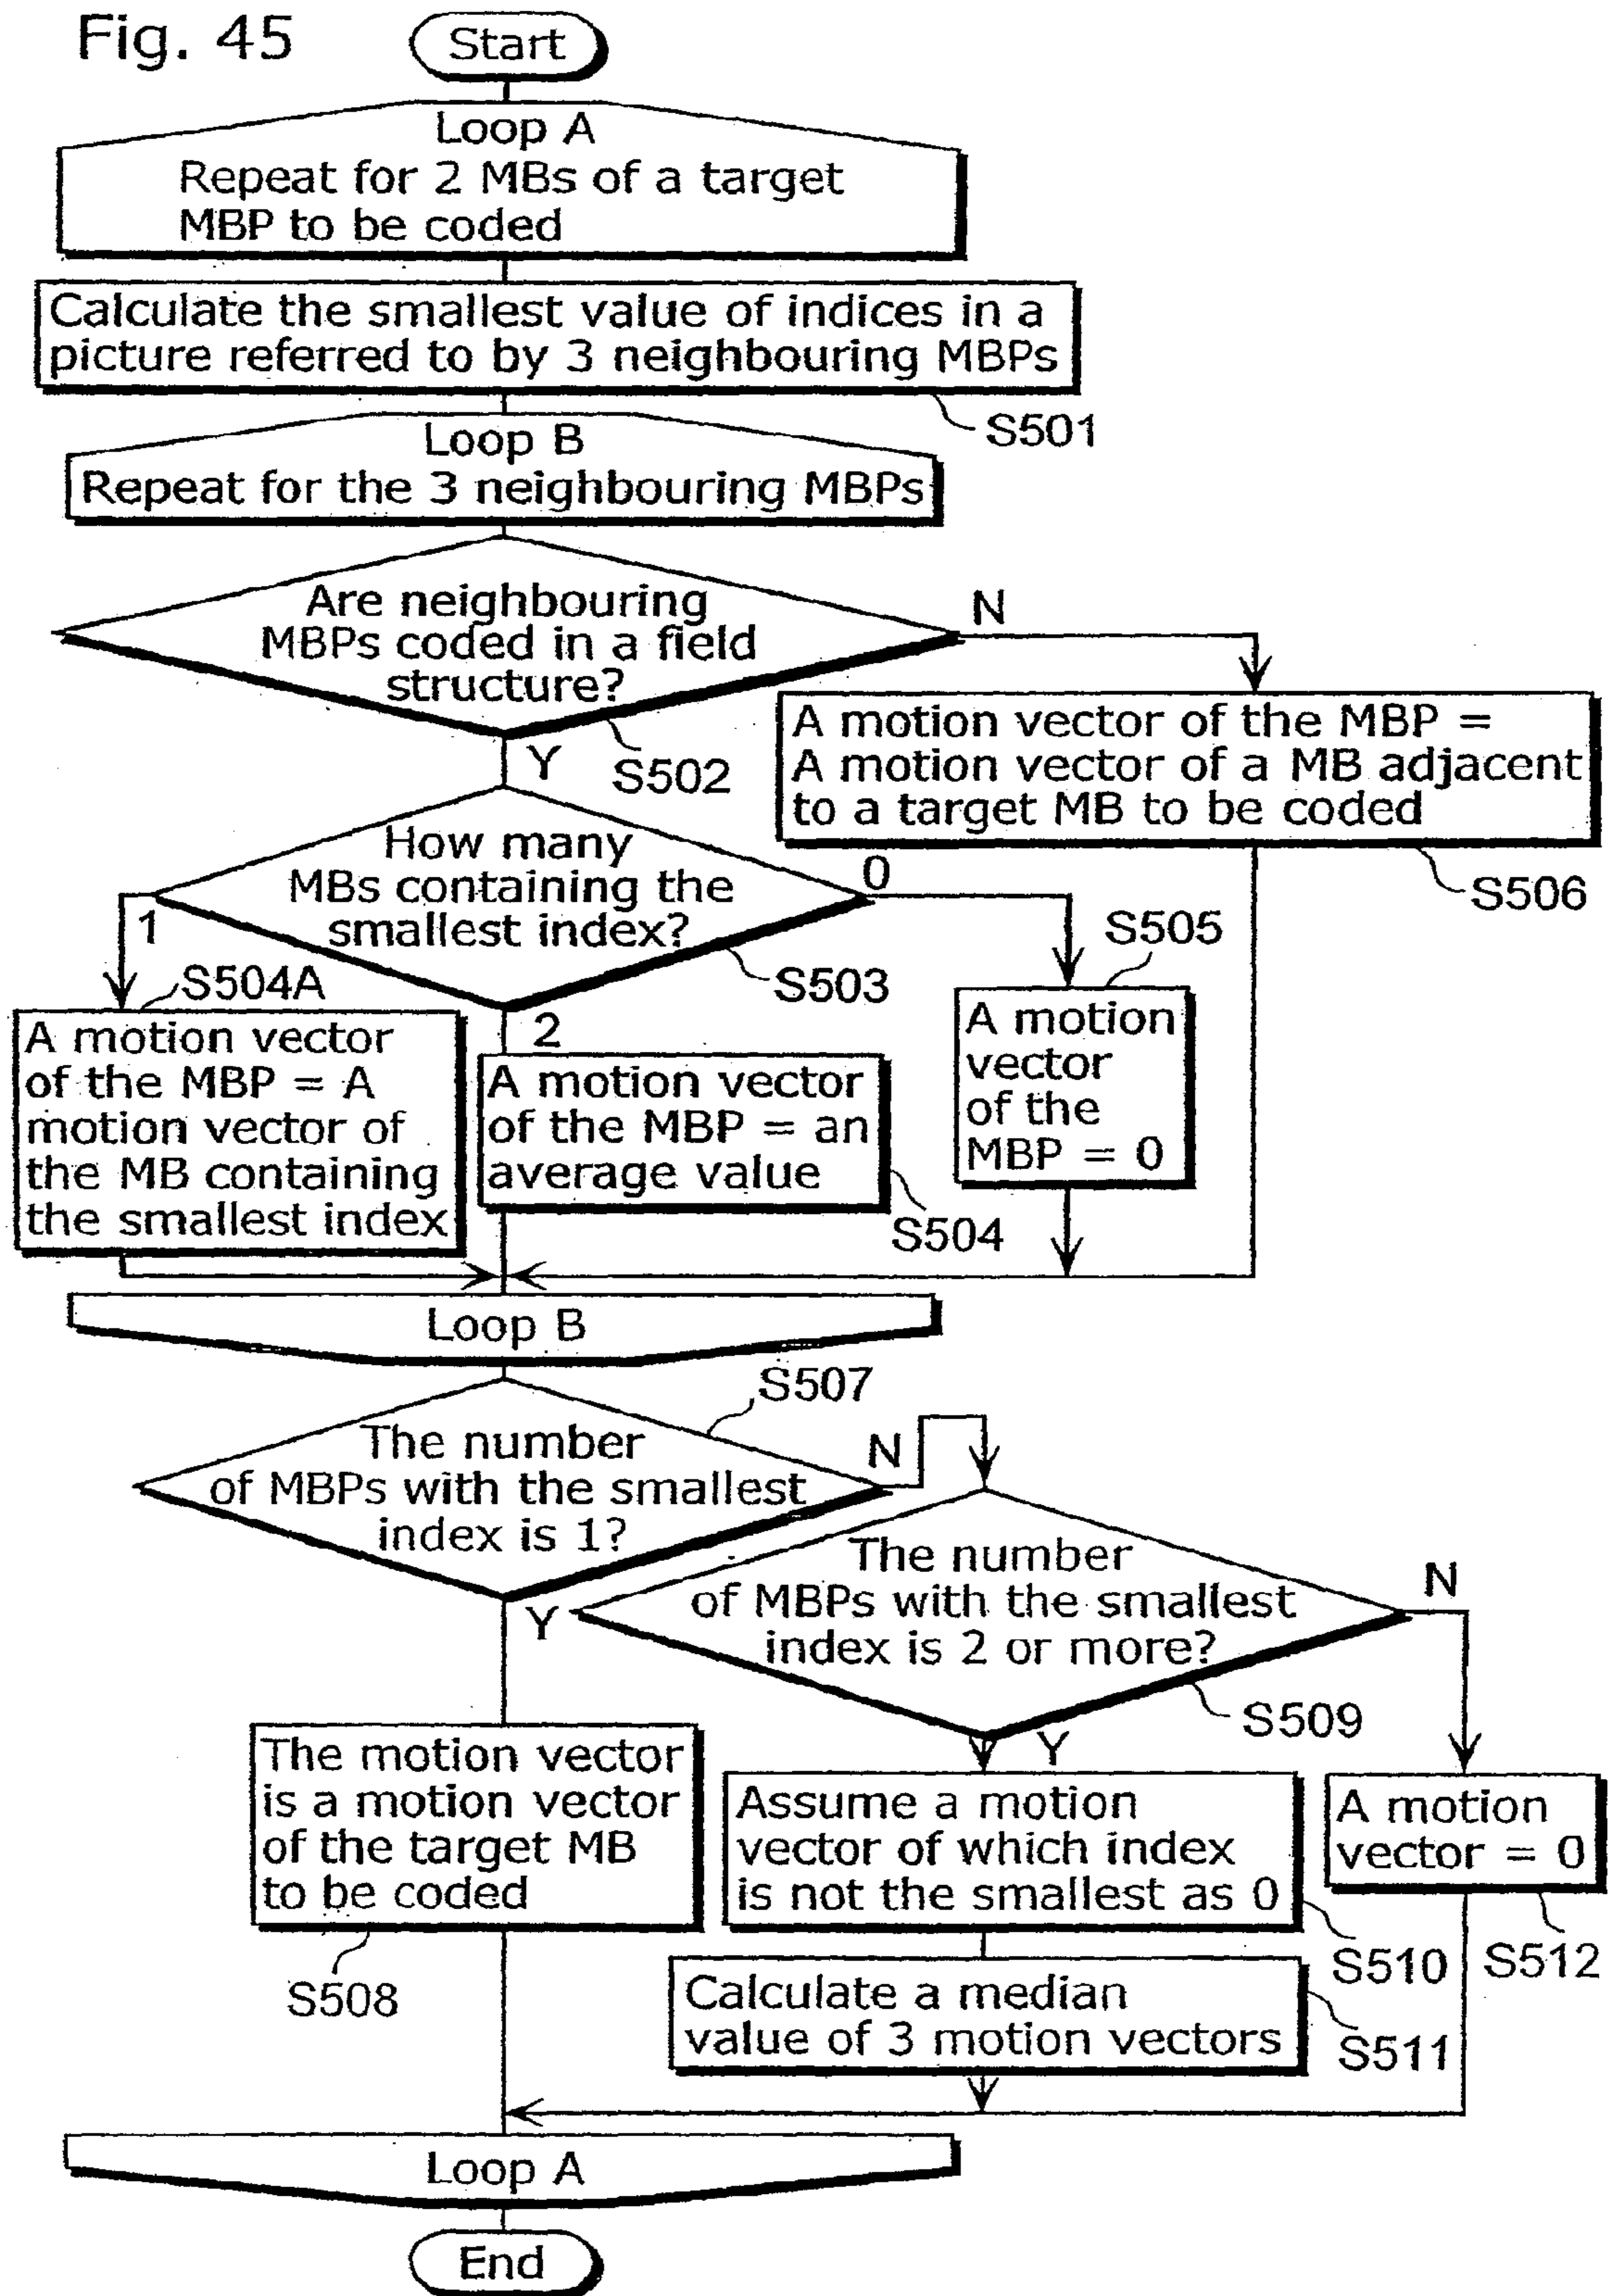 Fig. 45
Start
Loop A
Repeat for 2 MBs of a target
MBP to be coded
Calculate the smallest value of indices in a
picture referred to by 3 neighbouring MBPs
S501
Loop B
Repeat for the 3 neighbouring MBPs
Are neighbouring
MBPs coded in a field
structure?
N
Y
S502
A motion vector of the MBP =
A motion vector of a MB adjacent
to a target MB to be coded
S506
How many
MBs containing the
smallest index?
0
1
2
S503
S505
A motion
vector
of the
MBP = 0
S504A
A motion vector
of the MBP = A
motion vector of
the MB containing
the smallest index
A motion vector
of the MBP = an
average value
S504
Loop B
S507
The number
of MBPs with the smallest
index is 1?
N
Y
The number
of MBPs with the smallest
index is 2 or more?
N
S509
Y
The motion vector
is a motion vector
of the target MB
to be coded
S508
Assume a motion
vector of which index
is not the smallest as 0
S510
A motion
vector = 0
S512
Calculate a median
value of 3 motion vectors
S511
Loop A
End